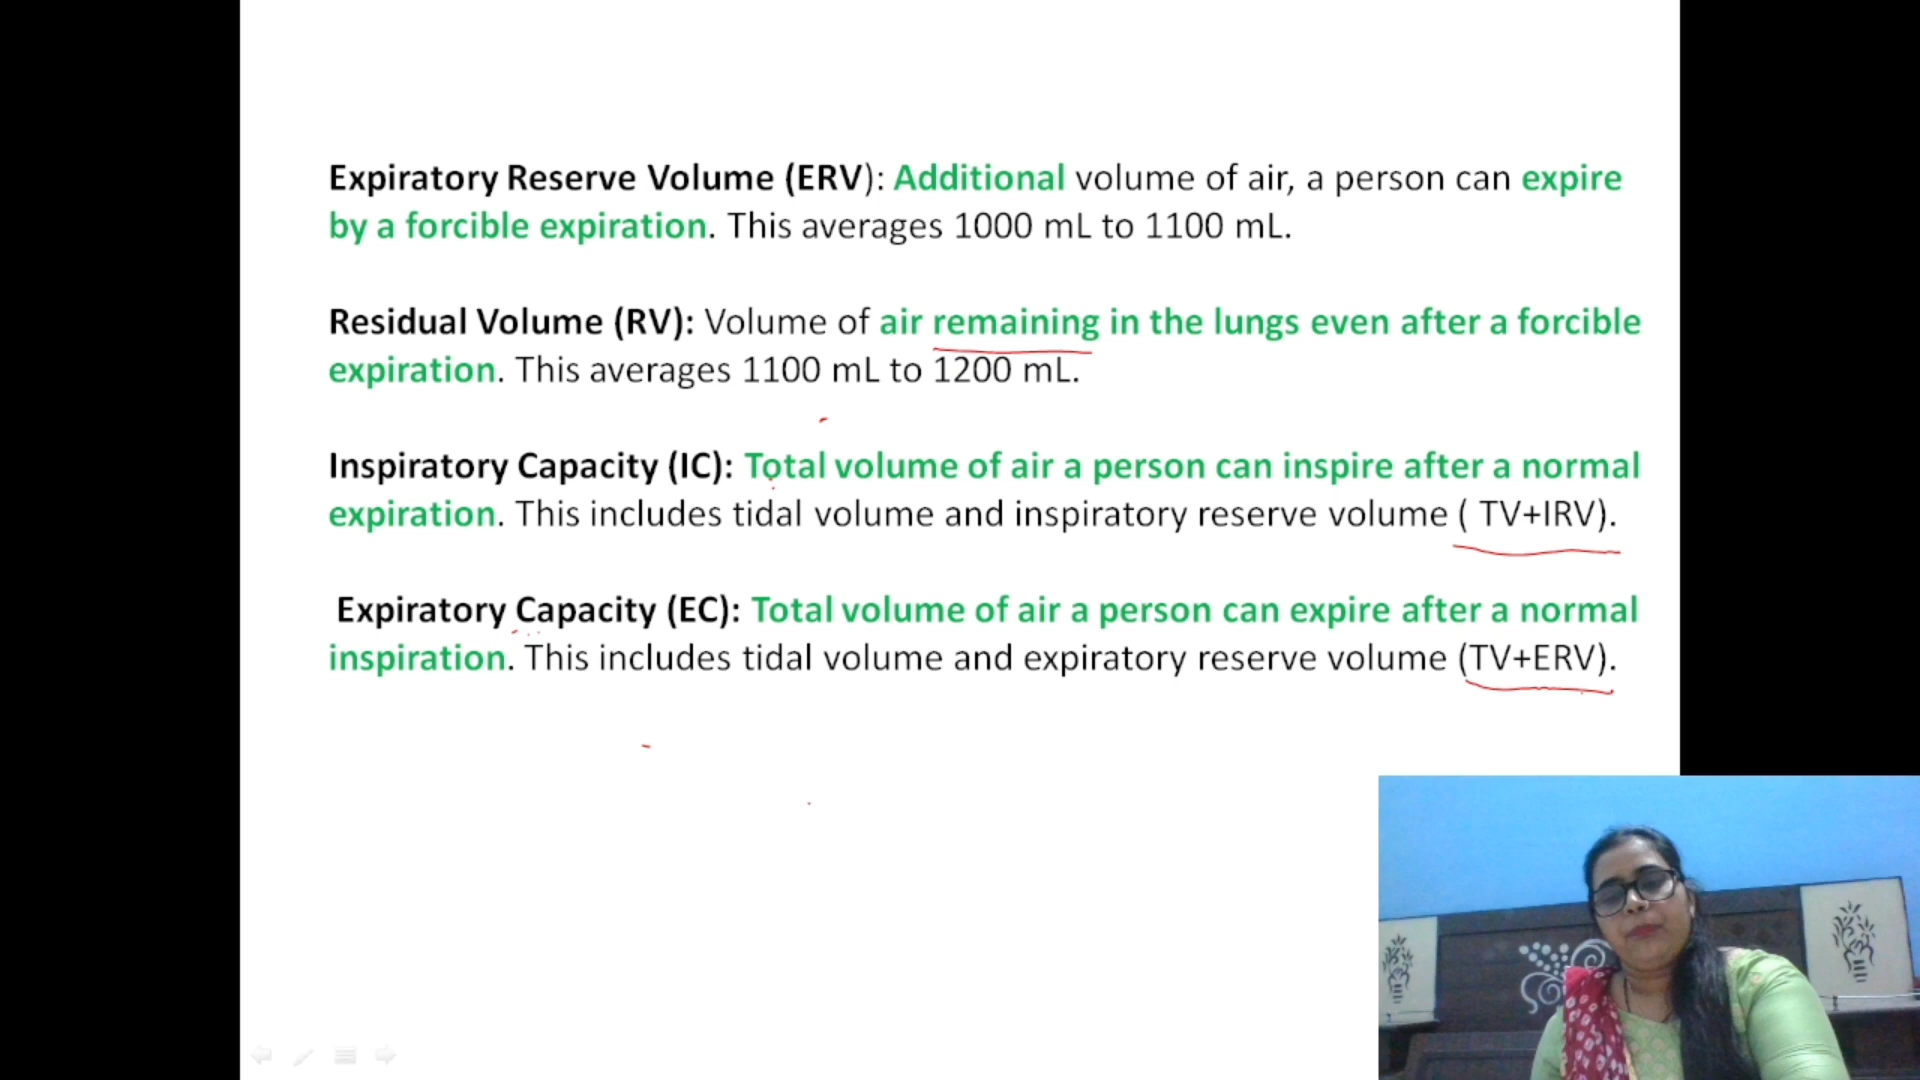 Expiratory Reserve Volume (ERV): Additional volume of air, a person can expire
by a forcible expiration. This averages 1000 mL to 1100 mL.
Residual Volume (RV): Volume of air remaining in the lungs even after a forcible
expiration. This averages 1100 mL to 1200 mL.
Inspiratory Capacity (IC): Total volume of air a person can inspire after a normal
expiration. This includes tidal volume and inspiratory reserve volume ( TV+IRV).
Expiratory Capacity (EC): Total volume of air a person can expire after a normal
inspiration. This includes tidal volume and expiratory reserve volume (TV+ERV).